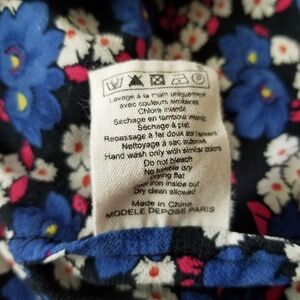 Lavage à la main uniquement
avec couleurs similaires
Chlore interdit
Séchage en tambour interdit
Séchage à plat
Repassage à fer doux sur l'envers
Nettoyage à sec autorisé
Hand wash only with similar colors
Do not bleach
No tumble dry
Drying flat
iron inside out
Dry clean allowed
Made in China
MODELE DEPOSE PARIS